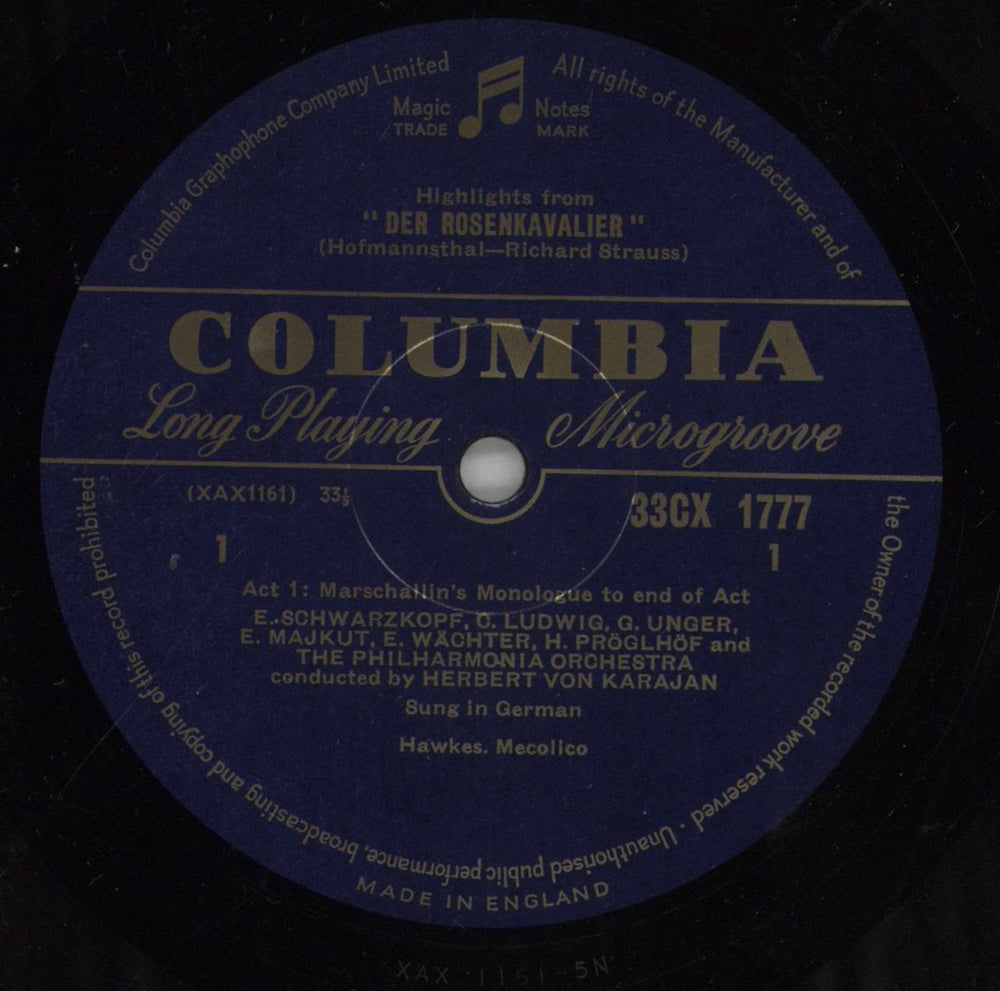 Columbia Graphophone Company Limited
All rights of the Manufacturer and of
the Owner of the recorded work reserved · Unauthorised public performance, broadcasting and copying of this record prohibited
Magic Notes
TRADE MARK
Highlights from
"DER ROSENKAVALIER"
(Hofmannsthal—Richard Strauss)
COLUMBIA
Long Playing Microgroove
(XAX1161) 33⅓
33CX 1777
1
1
Act 1: Marschallin's Monologue to end of Act
E. SCHWARZKOPF, C. LUDWIG, G. UNGER,
E. MAJKUT, E. WÄCHTER, H. PRÖGLHÖF and
THE PHILHARMONIA ORCHESTRA
conducted by HERBERT VON KARAJAN
Sung in German
Hawkes. Mecolico
MADE IN ENGLAND
XAX 1161-5N